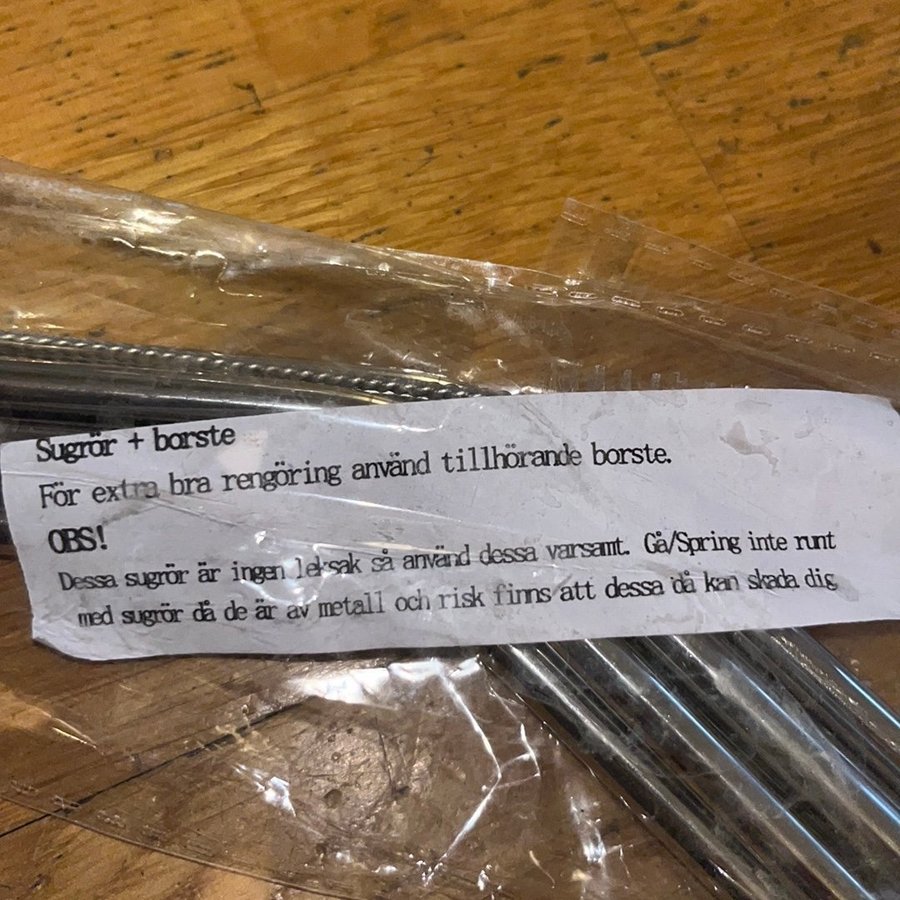 Sugrör + borste
För extra bra rengöring använd tillhörande borste.
OBS!
Dessa sugrör är ingen leksak så använd dessa varsamt. Gå/Spring inte runt
med sugrör då de är av metall och risk finns att dessa då kan skada dig